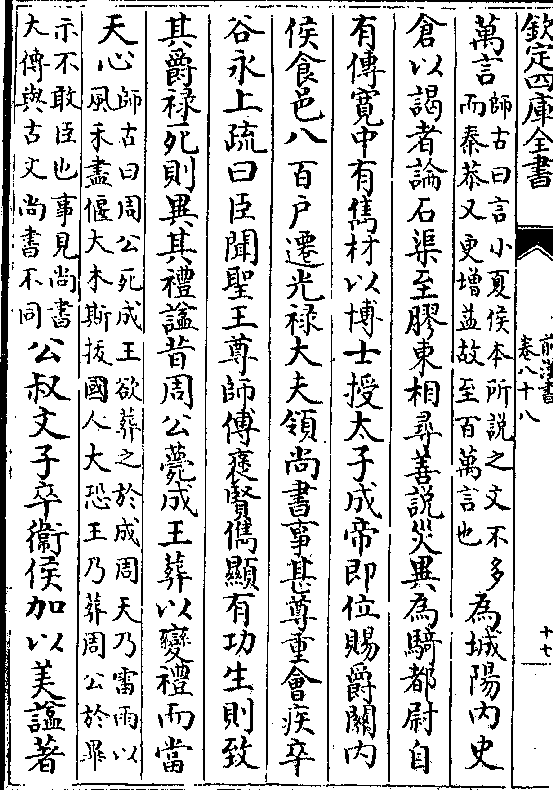 欽定四庫全書
前漢書
卷八十八
十七
萬言師古曰言小夏侯本所說之文不多而秦恭又更增益故至百萬言也為城陽內史
倉以謁者論石渠至膠東相尋善說災異為騎都尉自
有傳寬中有雋材以博士授太子成帝即位賜爵關內
侯食邑八百戶遷光祿大夫領尚書事甚尊重會疾卒
谷永上疏曰臣聞聖王尊師傅褒賢雋顯有功生則致
其爵祿死則異其禮諡昔周公薨成王葬以變禮而當
天心師古曰周公死成王欲葬之於成周天乃雷雨以風禾盡偃大木斯拔國人大恐王乃葬周公於畢
示不敢臣也事見尚書大傳與古文尚書不同公叔文子卒衞侯加以美諡著